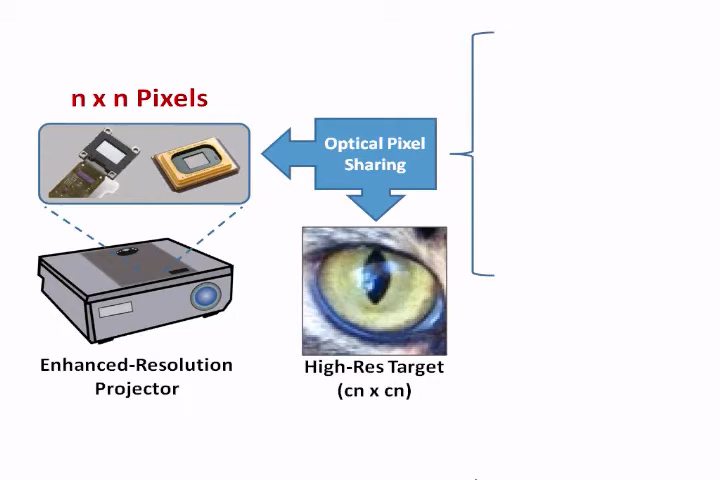 n x n Pixels
Optical Pixel
Sharing
Enhanced-Resolution
Projector
High-Res Target
(cn x cn)